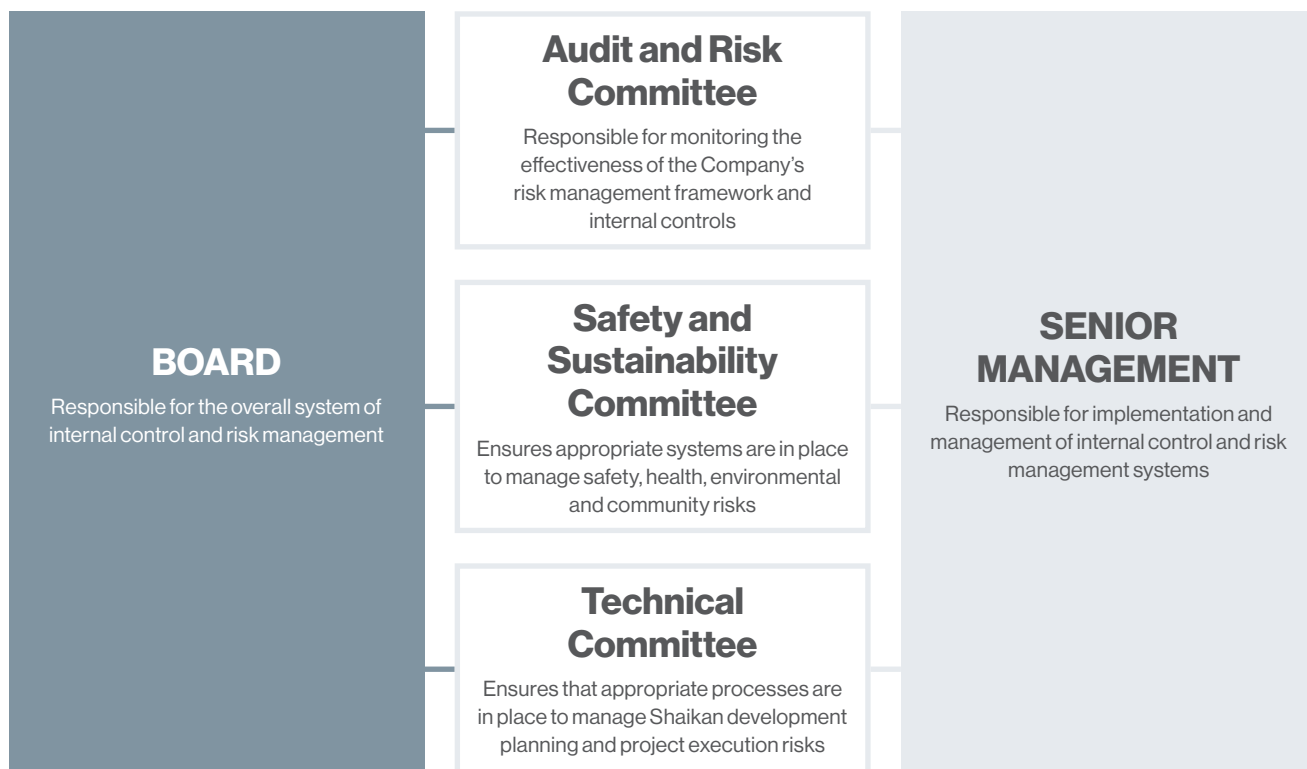 BOARD
Responsible for the overall system of
internal control and risk management
Audit and Risk
Committee
Responsible for monitoring the
effectiveness of the Company’s
risk management framework and
internal controls
Safety and
Sustainability
Committee
Ensures appropriate systems are in place
to manage safety, health, environmental
and community risks
Technical
Committee
Ensures that appropriate processes are
in place to manage Shaikan development
planning and project execution risks
SENIOR
MANAGEMENT
Responsible for implementation and
management of internal control and risk
management systems